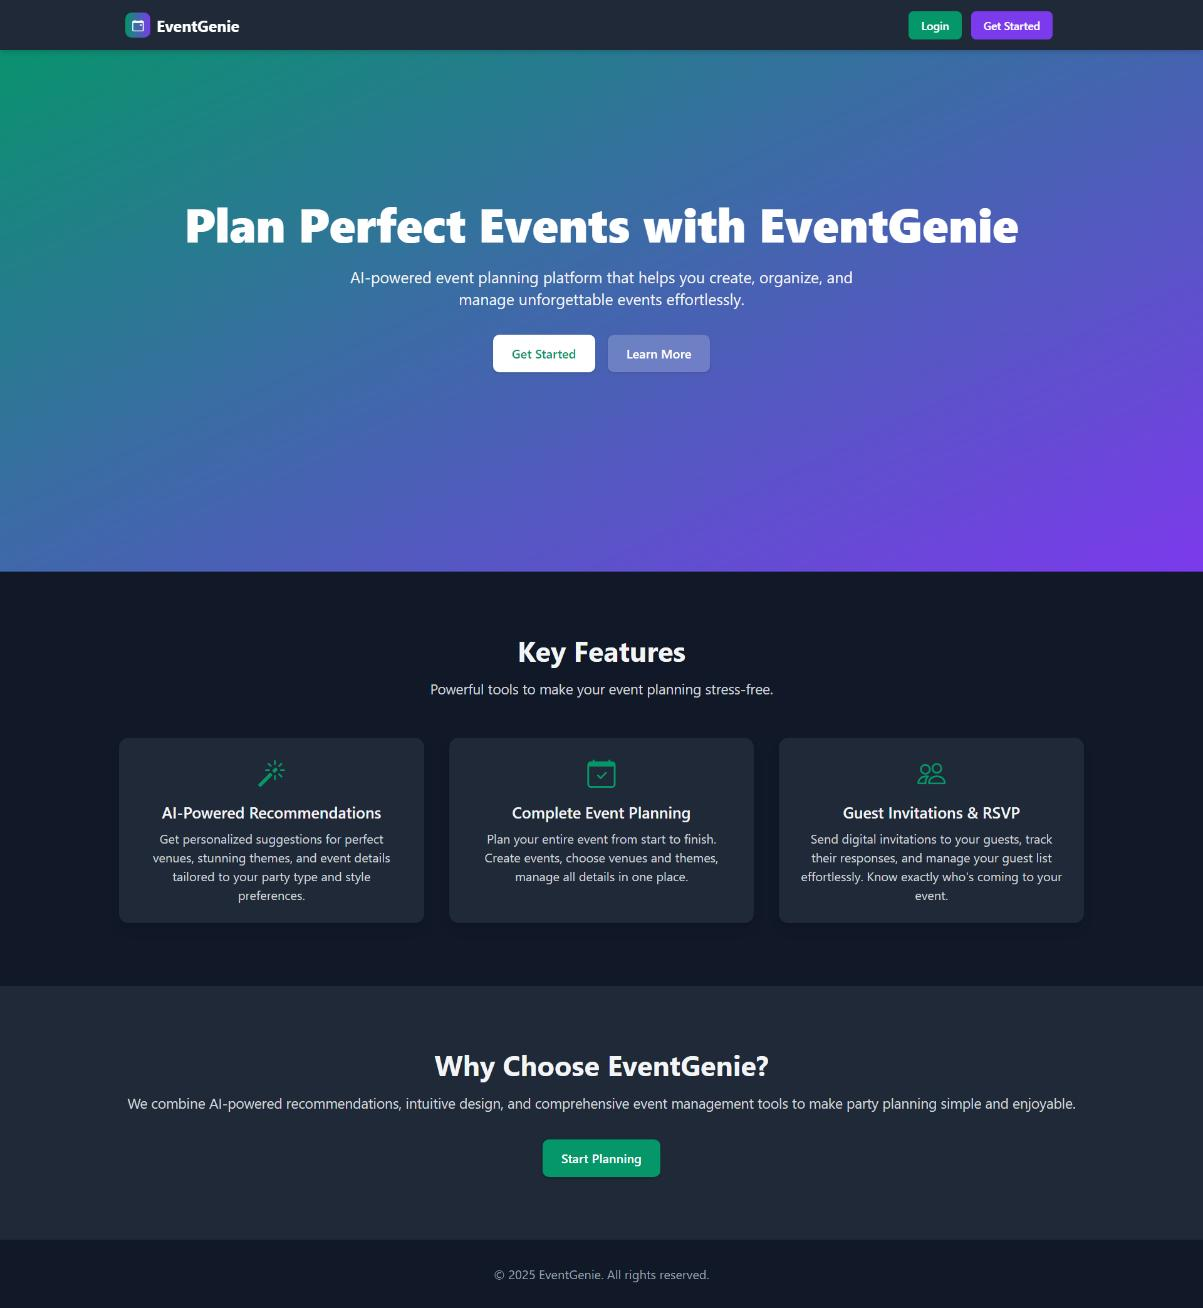 EventGenie
Login
Get Started
Plan Perfect Events with EventGenie
AI-powered event planning platform that helps you create, organize, and
manage unforgettable events effortlessly.
Get Started
Learn More
Key Features
Powerful tools to make your event planning stress-free.
AI-Powered Recommendations
Get personalized suggestions for perfect
venues, stunning themes, and event details
tailored to your party type and style
preferences.
Complete Event Planning
Plan your entire event from start to finish.
Create events, choose venues and themes,
manage all details in one place.
Guest Invitations & RSVP
Send digital invitations to your guests, track
their responses, and manage your guest list
effortlessly. Know exactly who's coming to your
event.
Why Choose EventGenie?
We combine AI-powered recommendations, intuitive design, and comprehensive event management tools to make party planning simple and enjoyable.
Start Planning
© 2025 EventGenie. All rights reserved.